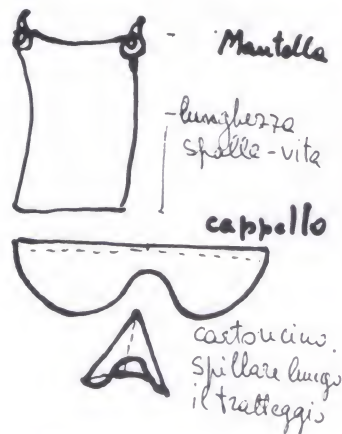 Mantella
lunghezza
spalle-vita
cappello
cartoncino.
spillare lungo
il tratteggio